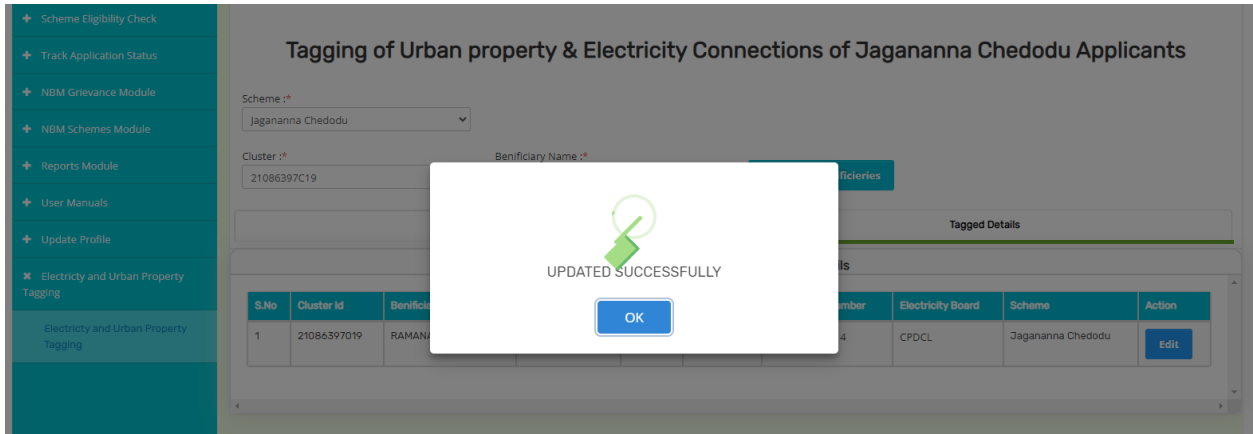 Scheme Eligibility Check
Track Application Status
NBM Grievance Module
NBM Schemes Module
Reports Module
User Manuals
Update Profile
Electricty and Urban Property
Tagging
Electricty and Urban Property
Tagging
Tagging of Urban property & Electricity Connections of Jagananna Chedodu Applicants
Scheme :*
Jagananna Chedodu
Cluster :*
Benificiary Name :*
21086397C19
ficieries
Tagged Details
ils
UPDATED SUCCESSFULLY
OK
S.No Cluster Id Benificia mber Electricity Board Scheme Action
1 21086397019 RAMANA 4 CPDCL Jagananna Chedodu Edit